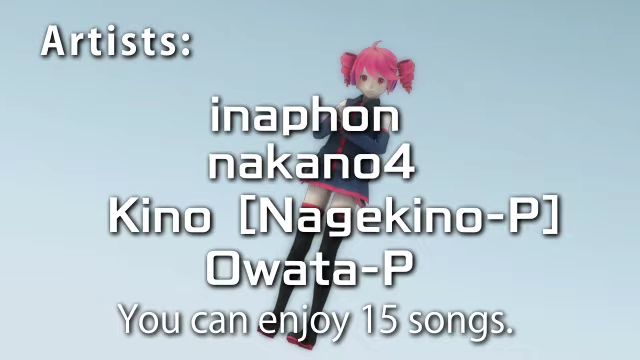 Artists:
inaphon
nakano4
Kino [Nagekino-P]
Owata-P
You can enjoy 15 songs.